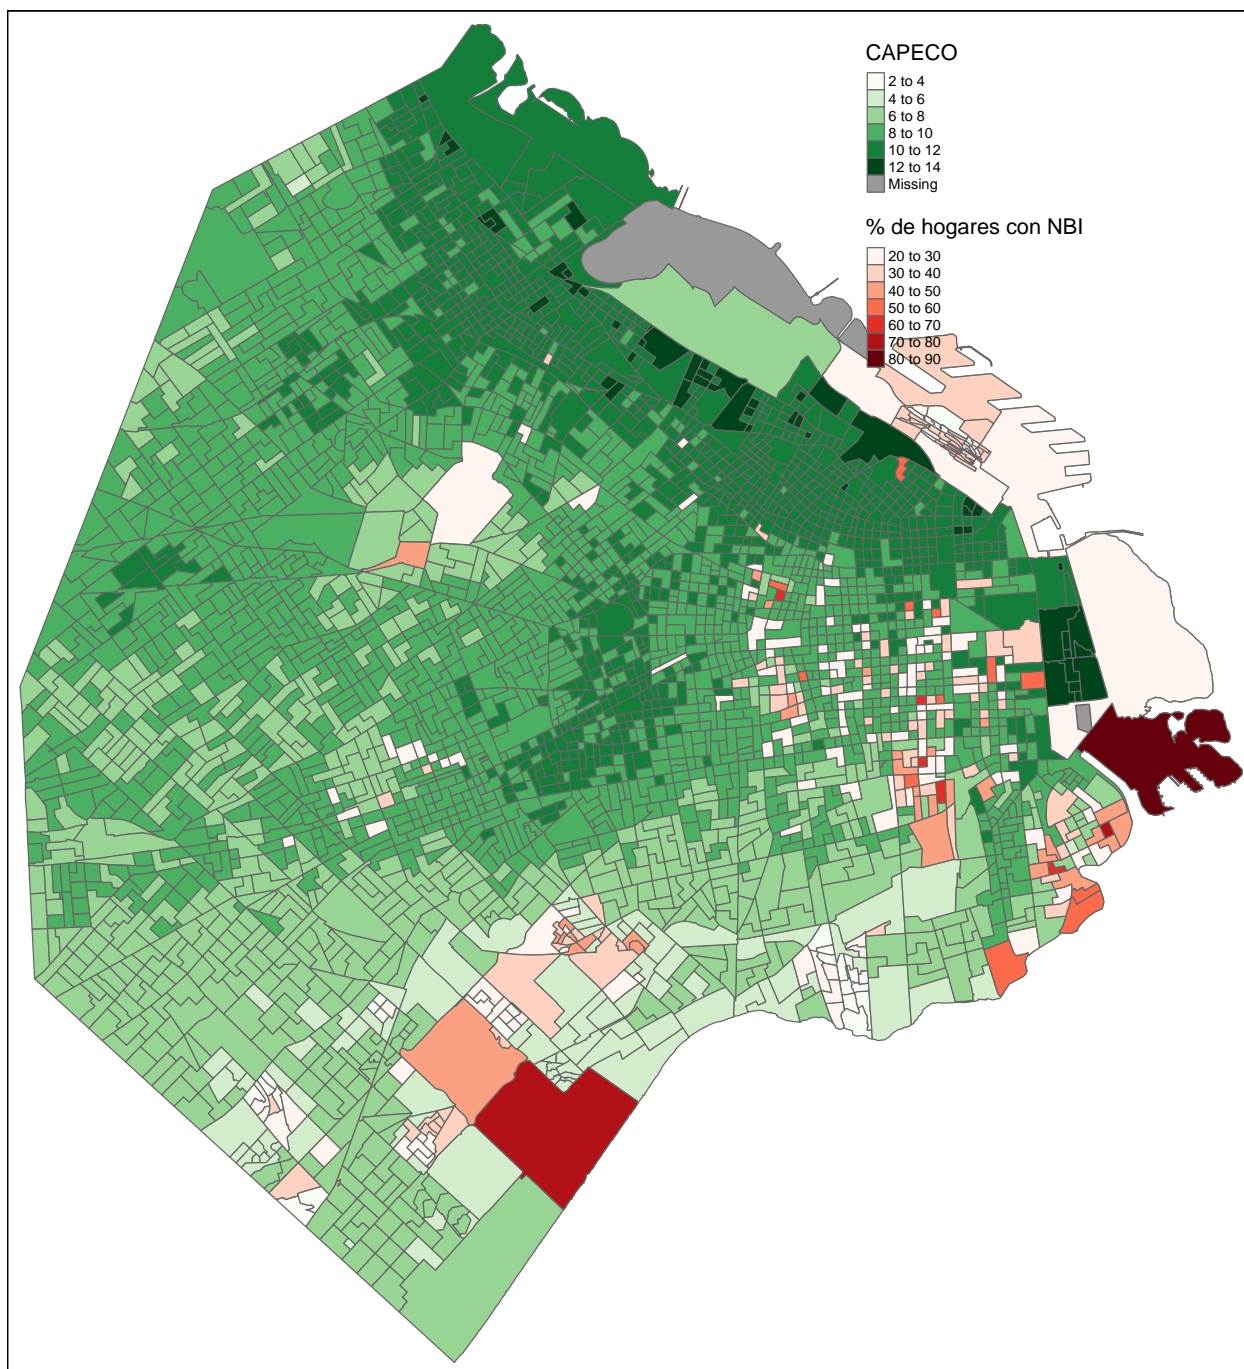 CAPECO
2 to 4
4 to 6
6 to 8
8 to 10
10 to 12
12 to 14
Missing
% de hogares con NBI
20 to 30
30 to 40
40 to 50
50 to 60
60 to 70
70 to 80
80 to 90